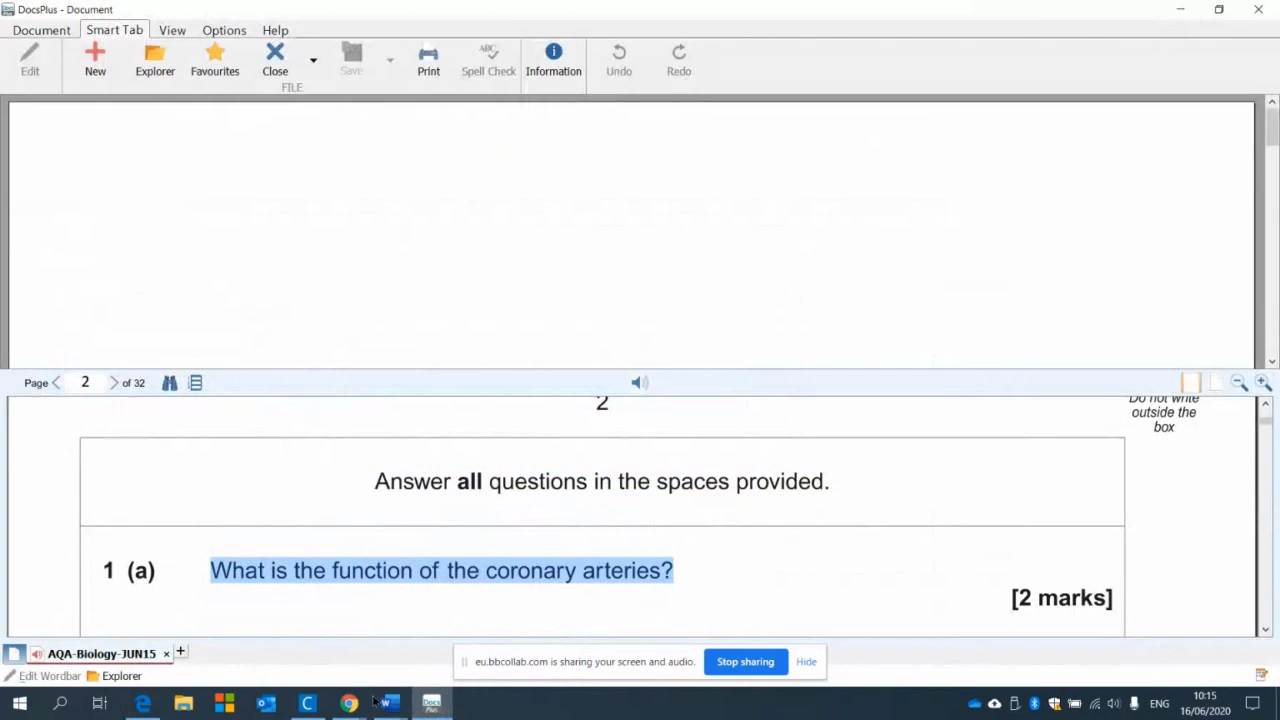 DocsPlus - Document
Document Smart Tab View Options Help
Edit New Explorer Favourites Close Save Print Spell Check Information Undo Redo
ABC
FILE
Page 2 of 32
2
Do not write
outside the
box
Answer all questions in the spaces provided.
1 (a) What is the function of the coronary arteries?
[2 marks]
AQA-Biology-JUN15
eu.bbcollab.com is sharing your screen and audio. Stop sharing Hide
Edit Wordbar Explorer
Docs Plus
ENG
10:15
16/06/2020